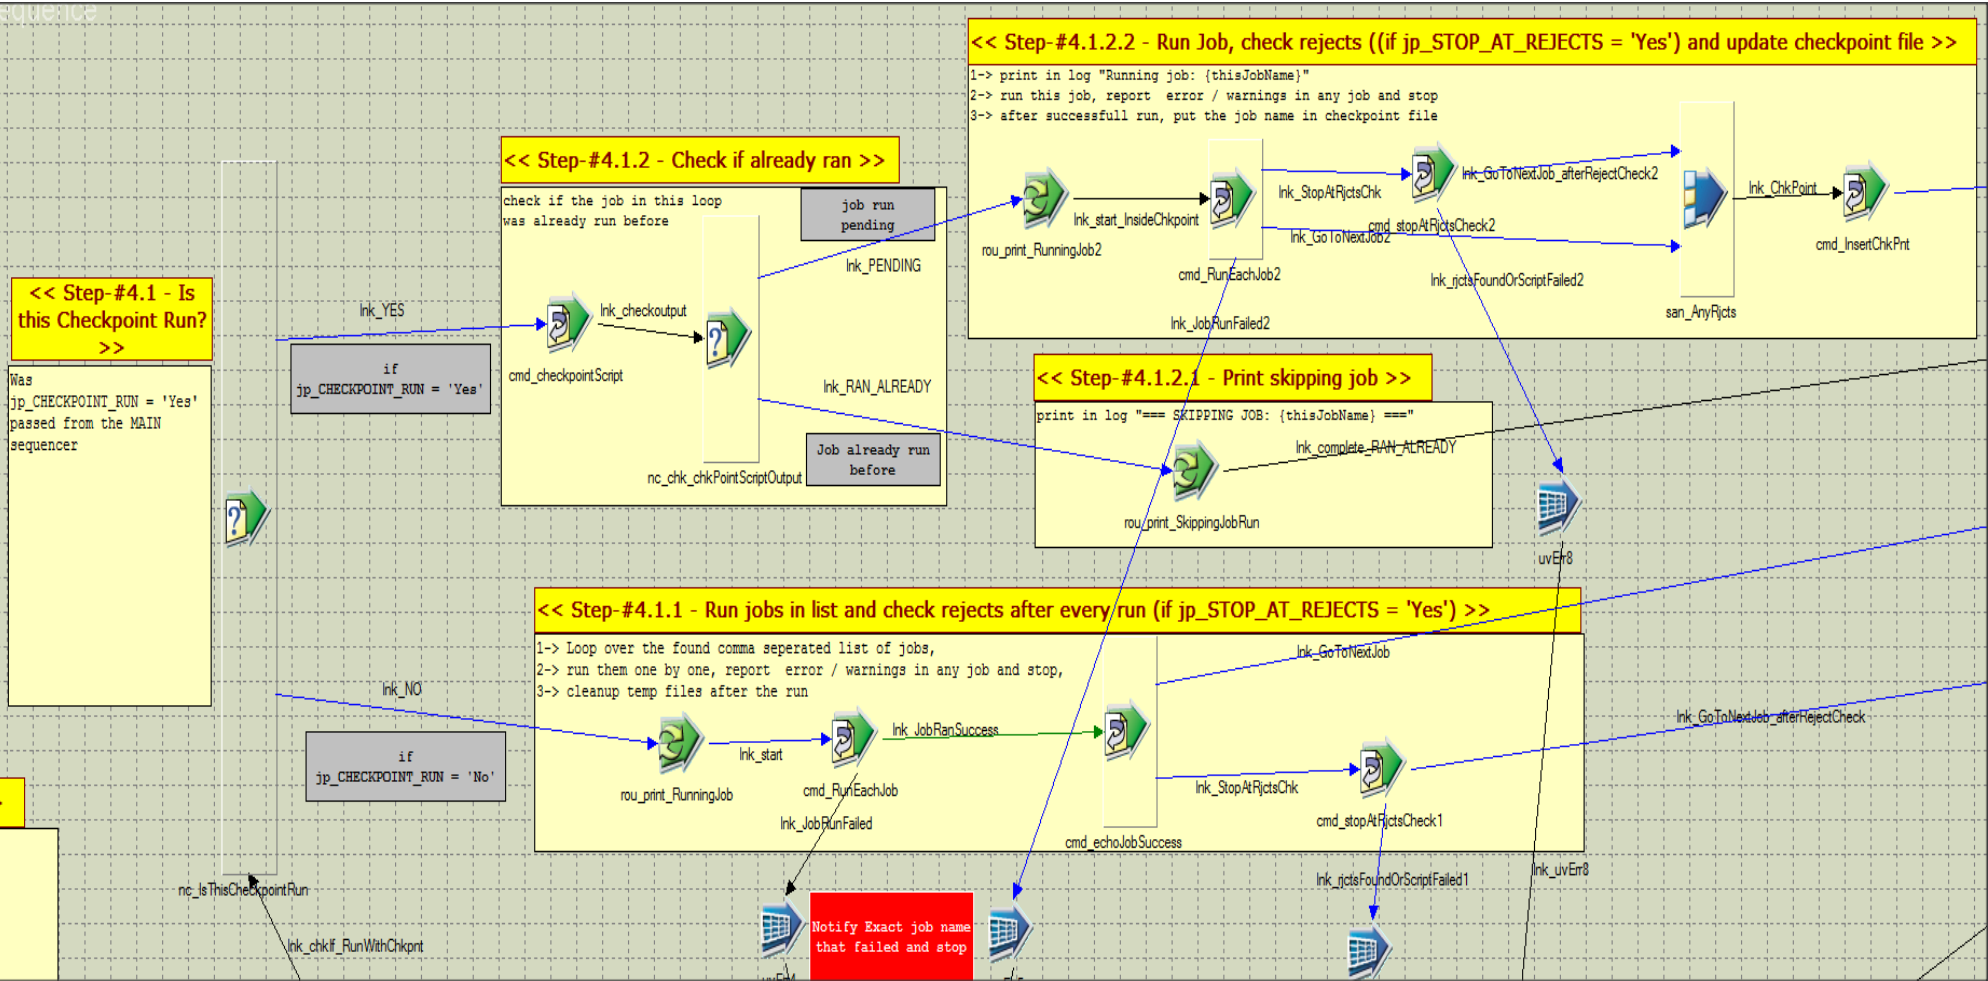 equence
<< Step-#4.1.2.2 - Run Job, check rejects ((if jp_STOP_AT_REJECTS = 'Yes') and update checkpoint file >>
1-> print in log "Running job: {thisJobName}"
2-> run this job, report error / warnings in any job and stop
3-> after successfull run, put the job name in checkpoint file
rou_print_RunningJob2
lnk_start_InsideChkpoint
cmd_RunEachJob2
lnk_StopAtRjctsChk
lnk_GoToNextJob2
cmd_stopAtRjctsCheck2
lnk_GoToNextJob_afterRejectCheck2
lnk_rjctsFoundOrScriptFailed2
san_AnyRjcts
lnk_ChkPoint
cmd_InsertChkPnt
lnk_JobRunFailed2
<< Step-#4.1.2 - Check if already ran >>
check if the job in this loop
was already run before
job run
pending
lnk_PENDING
cmd_checkpointScript
lnk_checkoutput
nc_chk_chkPointScriptOutput
lnk_RAN_ALREADY
Job already run
before
<< Step-#4.1 - Is
this Checkpoint Run?
>>
Was
jp_CHECKPOINT_RUN = 'Yes'
passed from the MAIN
sequencer
lnk_YES
if
jp_CHECKPOINT_RUN = 'Yes'
<< Step-#4.1.2.1 - Print skipping job >>
print in log "=== SKIPPING JOB: {thisJobName} ==="
lnk_complete_RAN_ALREADY
rou_print_SkippingJobRun
uvErr8
<< Step-#4.1.1 - Run jobs in list and check rejects after every run (if jp_STOP_AT_REJECTS = 'Yes') >>
1-> Loop over the found comma seperated list of jobs,
2-> run them one by one, report error / warnings in any job and stop,
3-> cleanup temp files after the run
lnk_NO
if
jp_CHECKPOINT_RUN = 'No'
rou_print_RunningJob
lnk_start
cmd_RunEachJob
lnk_JobRanSuccess
lnk_JobRunFailed
cmd_echoJobSuccess
lnk_GoToNextJob
lnk_StopAtRjctsChk
cmd_stopAtRjctsCheck1
lnk_GoToNextJob_afterRejectCheck
lnk_rjctsFoundOrScriptFailed1
lnk_uvErr8
nc_IsThisCheckpointRun
lnk_chkIf_RunWithChkpnt
Notify Exact job name
that failed and stop